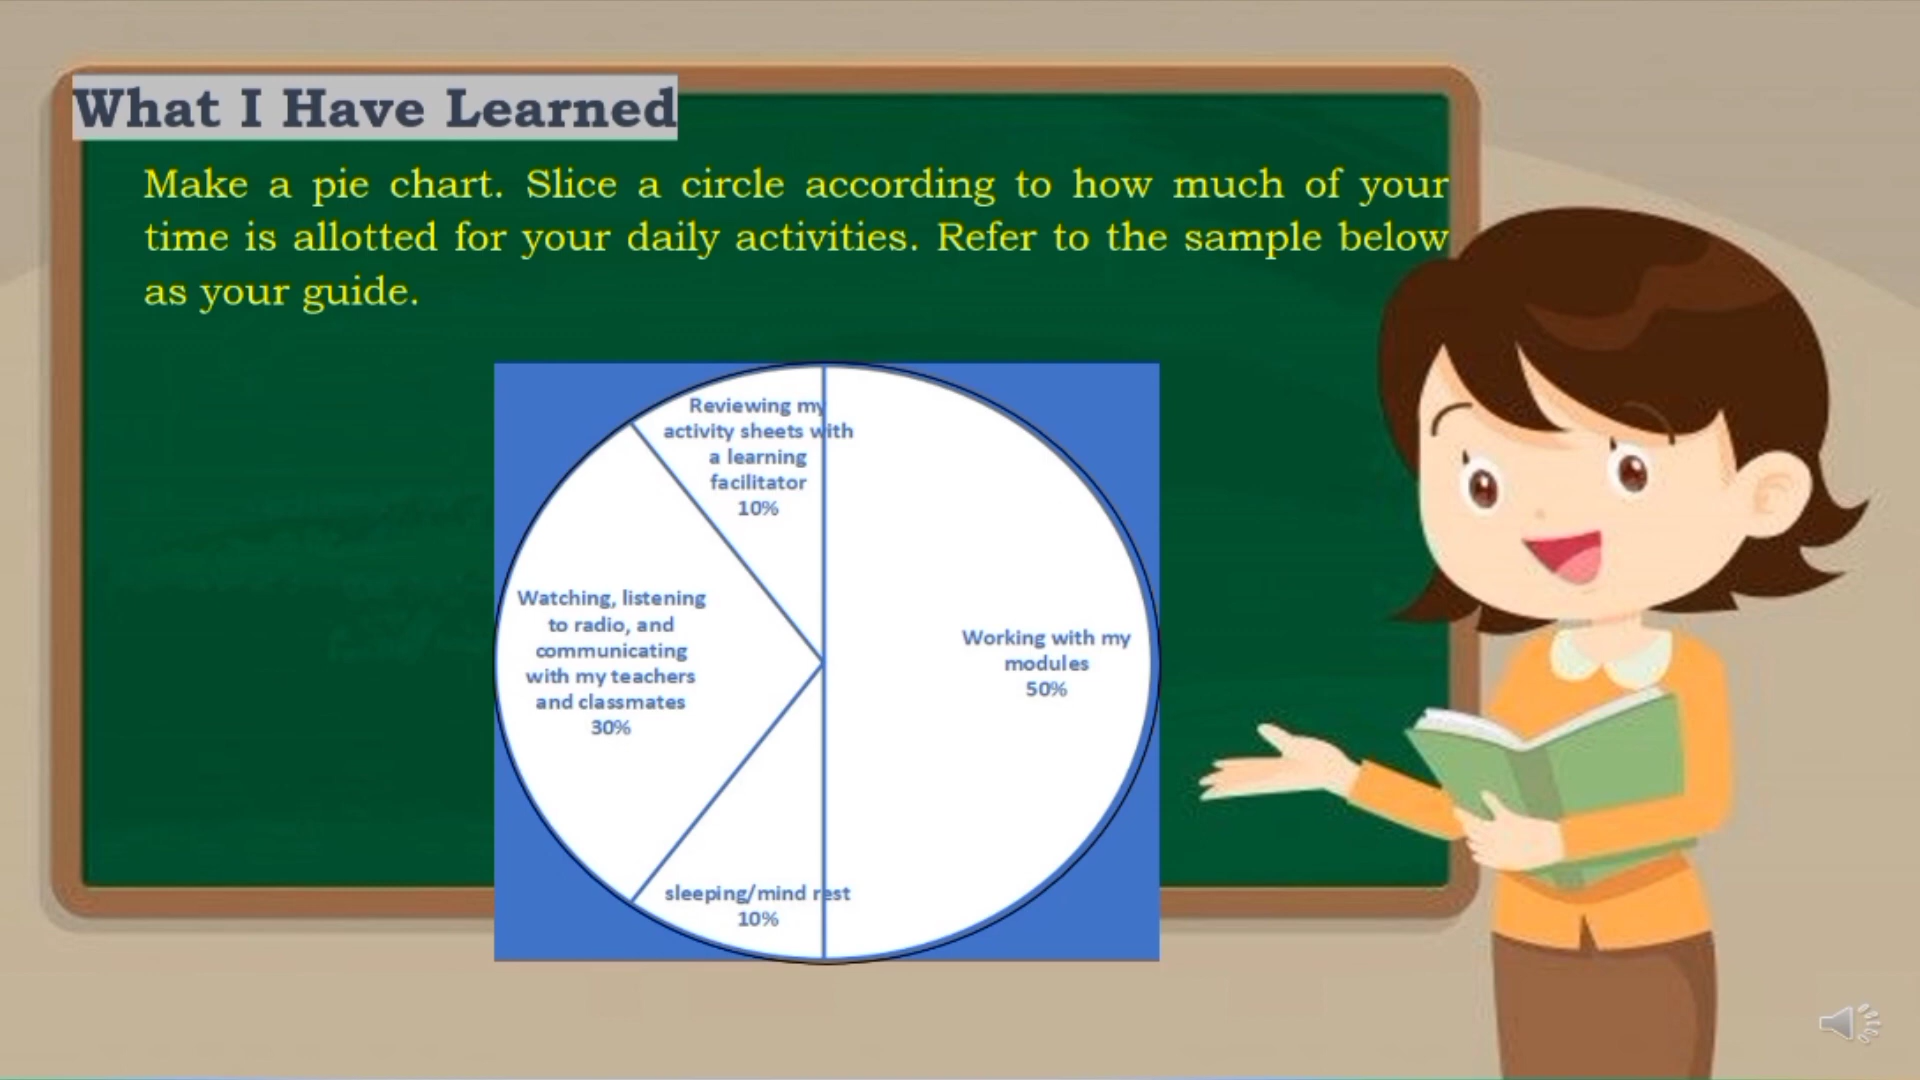 What I Have Learned
Make a pie chart. Slice a circle according to how much of your
time is allotted for your daily activities. Refer to the sample below
as your guide.
Reviewing my
activity sheets with
a learning
facilitator
10%
Watching, listening
to radio, and
communicating
with my teachers
and classmates
30%
Working with my
modules
50%
sleeping/mind rest
10%